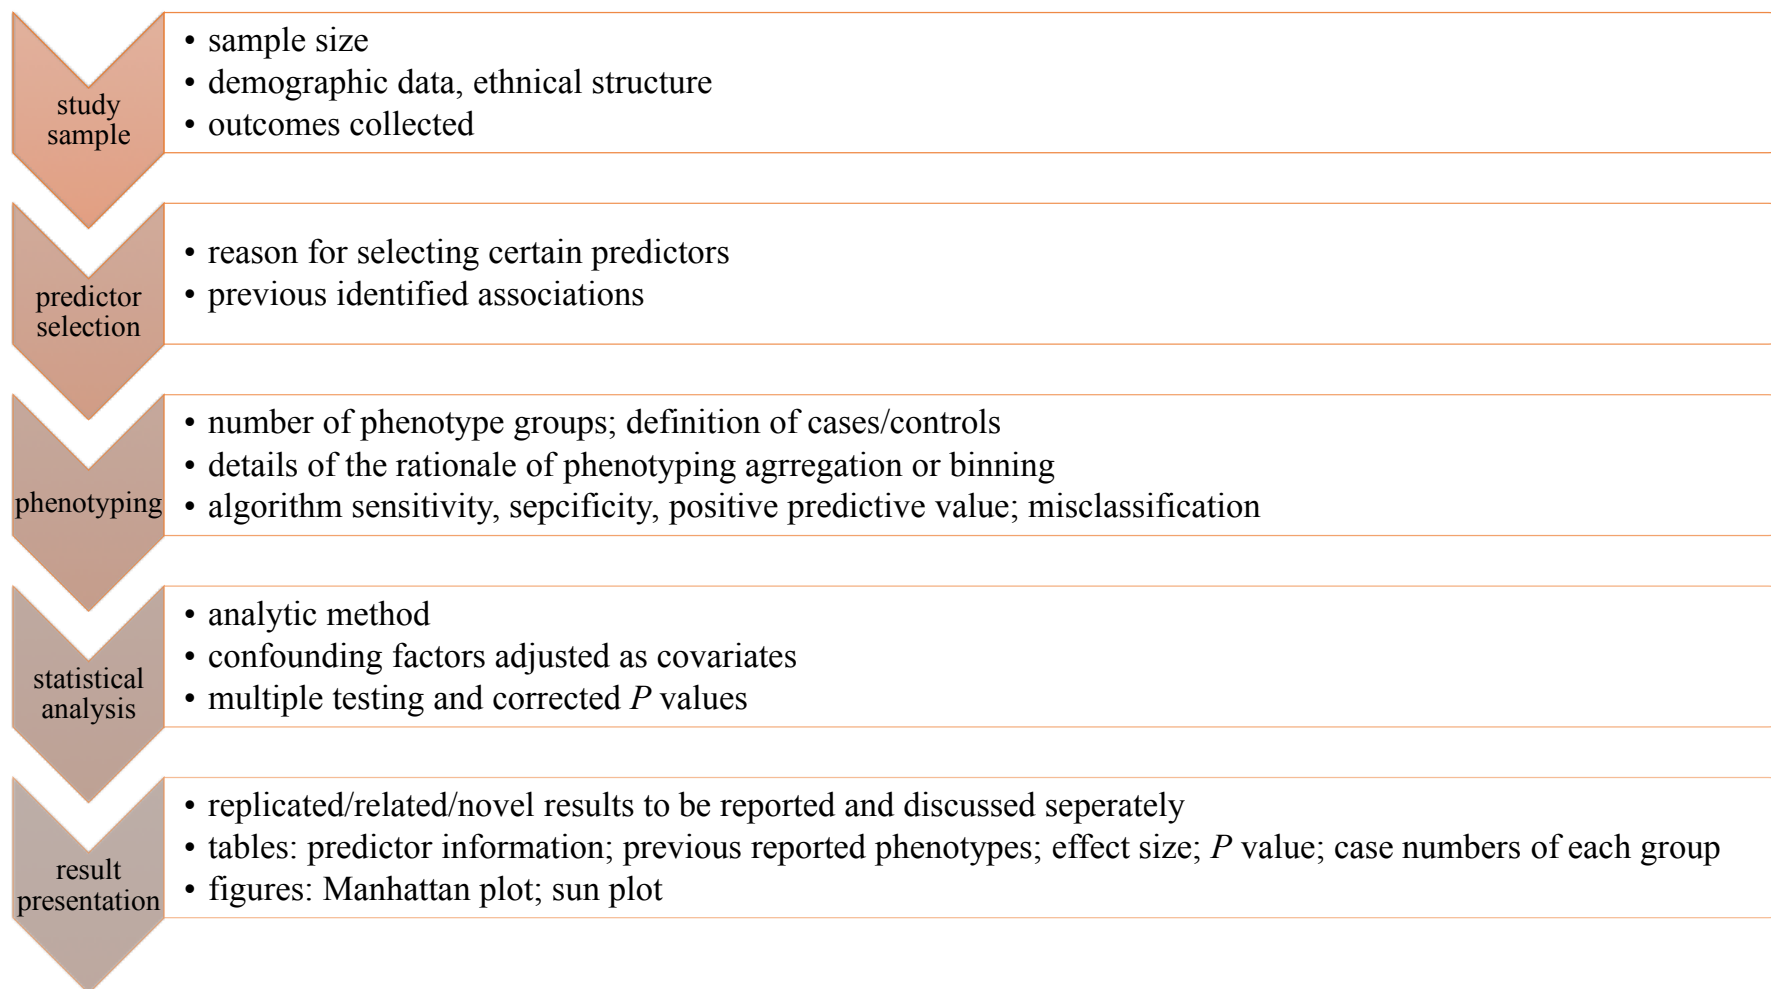 study
sample
• sample size
• demographic data, ethnical structure
• outcomes collected
predictor
selection
• reason for selecting certain predictors
• previous identified associations
phenotyping
• number of phenotype groups; definition of cases/controls
• details of the rationale of phenotyping agrregation or binning
• algorithm sensitivity, sepcificity, positive predictive value; misclassification
statistical
analysis
• analytic method
• confounding factors adjusted as covariates
• multiple testing and corrected P values
result
presentation
• replicated/related/novel results to be reported and discussed seperately
• tables: predictor information; previous reported phenotypes; effect size; P value; case numbers of each group
• figures: Manhattan plot; sun plot